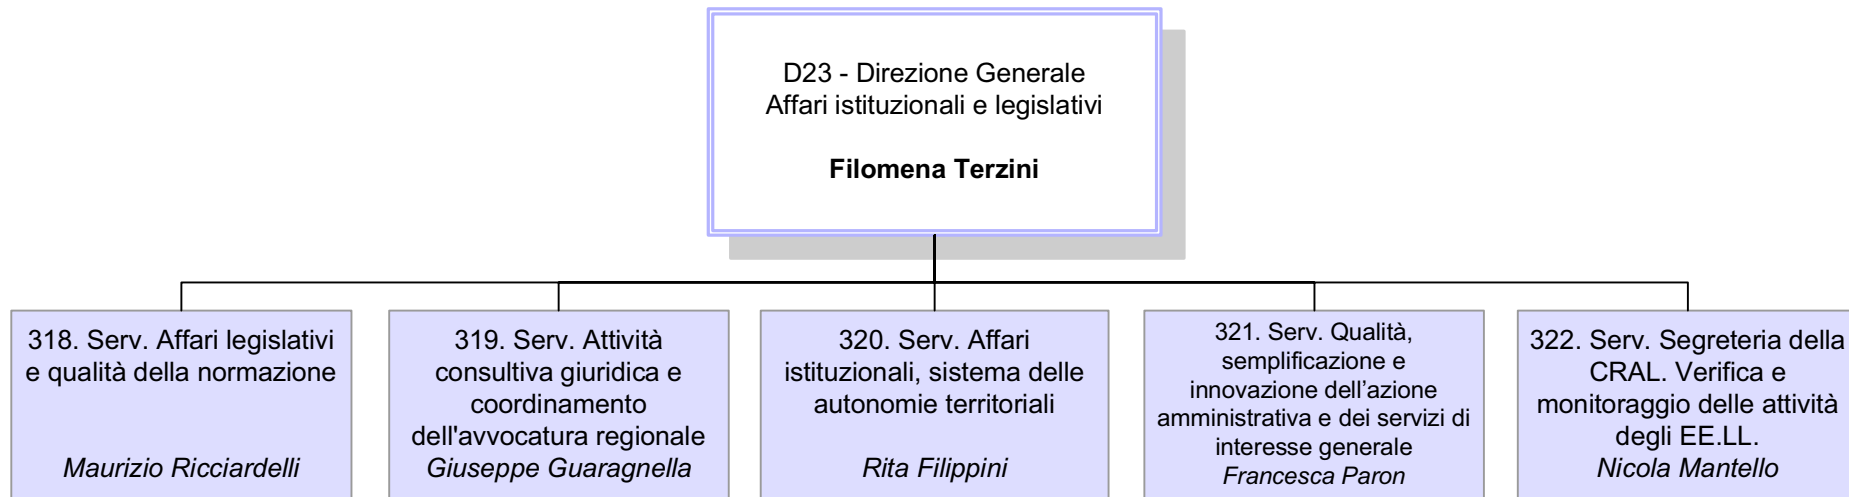 D23 - Direzione Generale
Affari istituzionali e legislativi
Filomena Terzini
318. Serv. Affari legislativi
e qualità della normazione
Maurizio Ricciardelli
319. Serv. Attività
consultiva giuridica e
coordinamento
dell'avvocatura regionale
Giuseppe Guaragnella
320. Serv. Affari
istituzionali, sistema delle
autonomie territoriali
Rita Filippini
321. Serv. Qualità,
semplificazione e
innovazione dell’azione
amministrativa e dei servizi di
interesse generale
Francesca Paron
322. Serv. Segreteria della
CRAL. Verifica e
monitoraggio delle attività
degli EE.LL.
Nicola Mantello